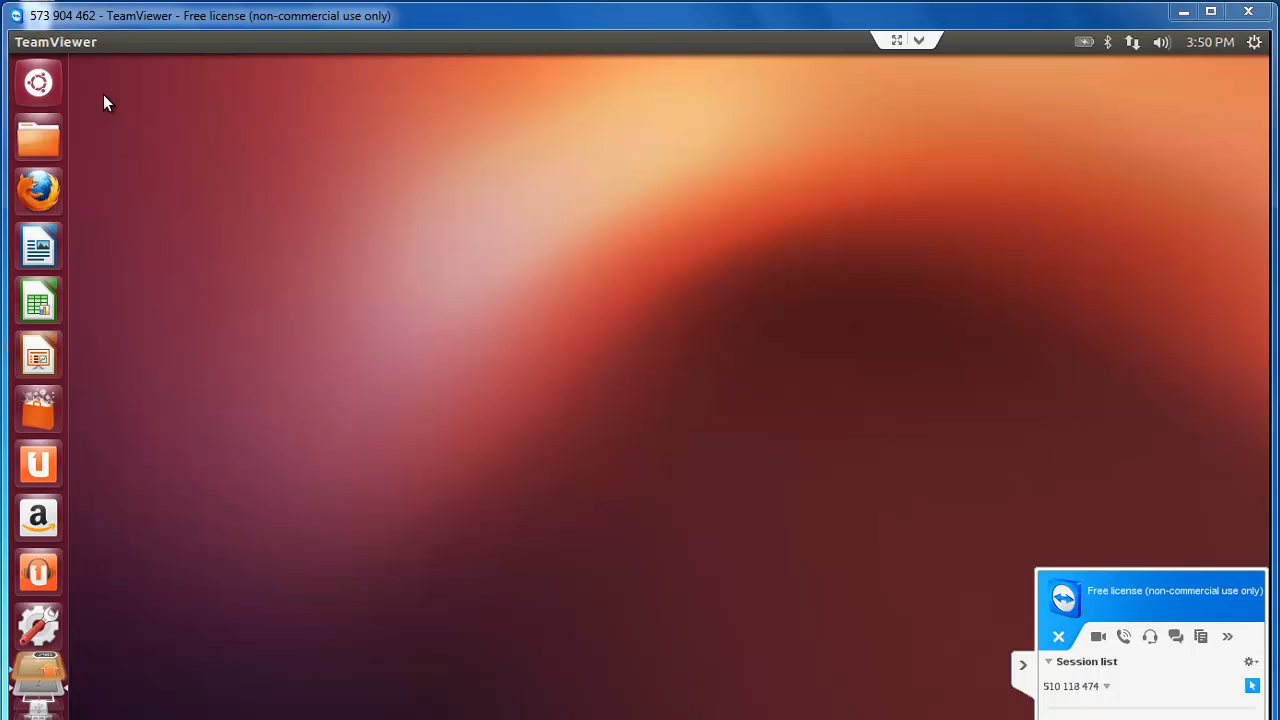 573 904 462 - TeamViewer - Free license (non-commercial use only)
TeamViewer
3:50 PM
Free license (non-commercial use only)
Session list
510 118 474